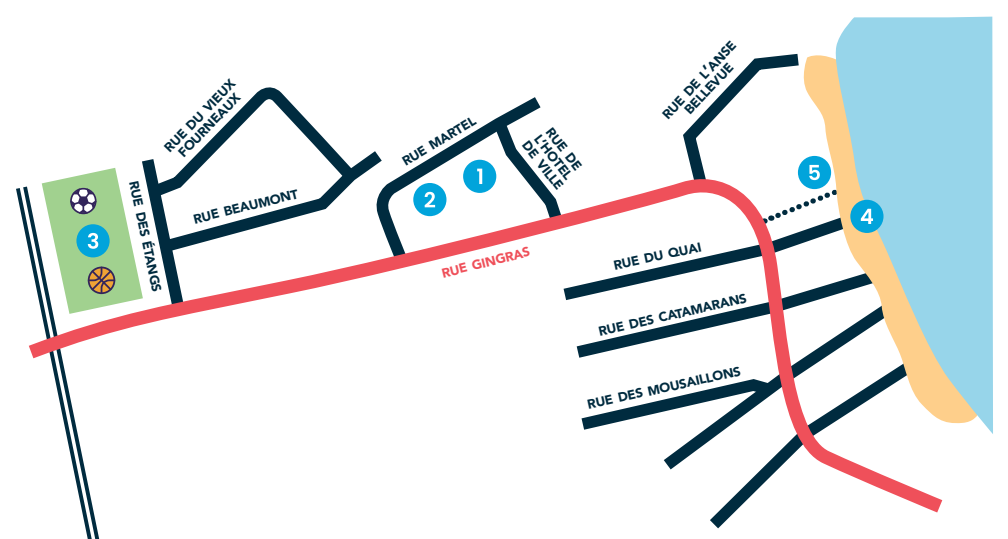 RUE DU VIEUX
FOURNEAUX
RUE DE L'ANSE
BELLEVUE
RUE MARTEL
RUE DE
L'HOTEL
DE VILLE
1
2
5
RUE DES ÉTANGS
RUE BEAUMONT
3
4
RUE GINGRAS
RUE DU QUAI
RUE DES CATAMARANS
RUE DES MOUSAILLONS